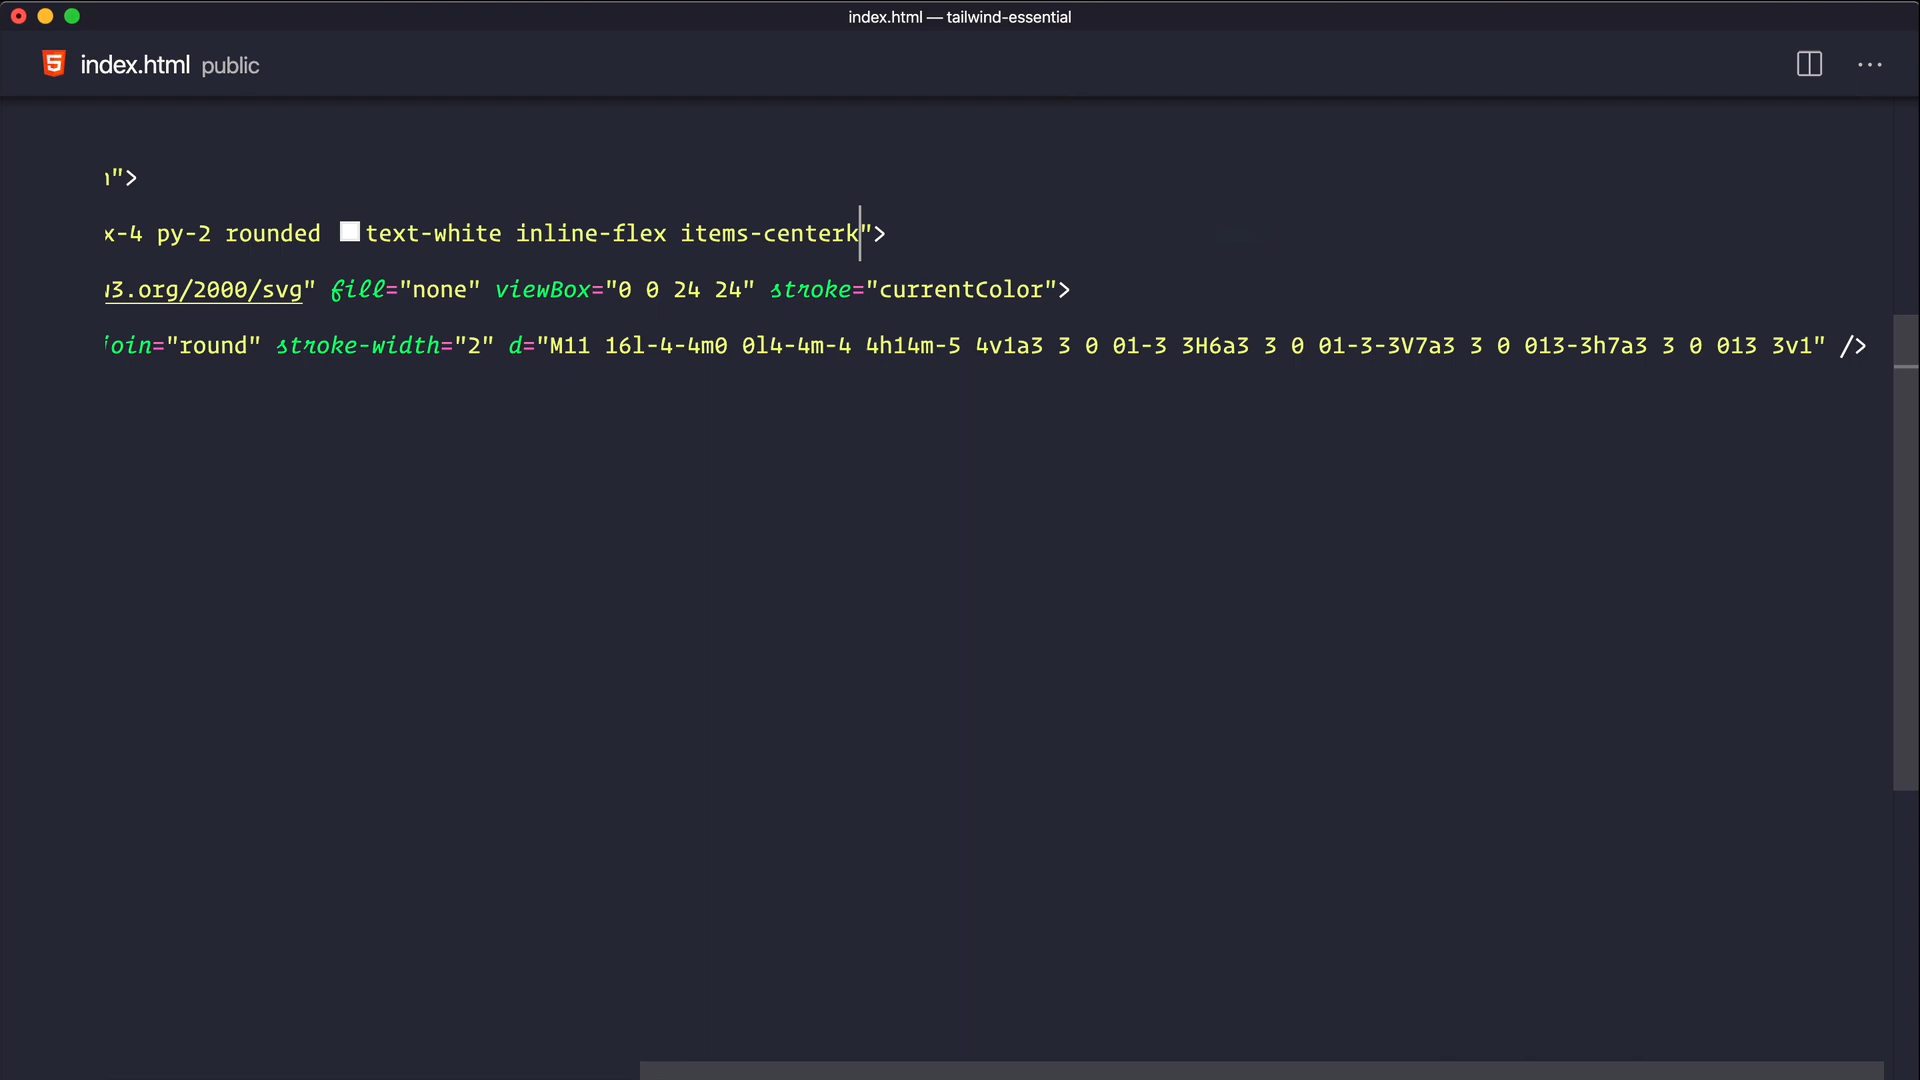 index.html — tailwind-essential
index.html public
">
x-4 py-2 rounded text-white inline-flex items-centerk">
3.org/2000/svg" fill="none" viewBox="0 0 24 24" stroke="currentColor">
join="round" stroke-width="2" d="M11 16l-4-4m0 0l4-4m-4 4h14m-5 4v1a3 3 0 01-3 3H6a3 3 0 01-3-3V7a3 3 0 013-3h7a3 3 0 013 3v1" />